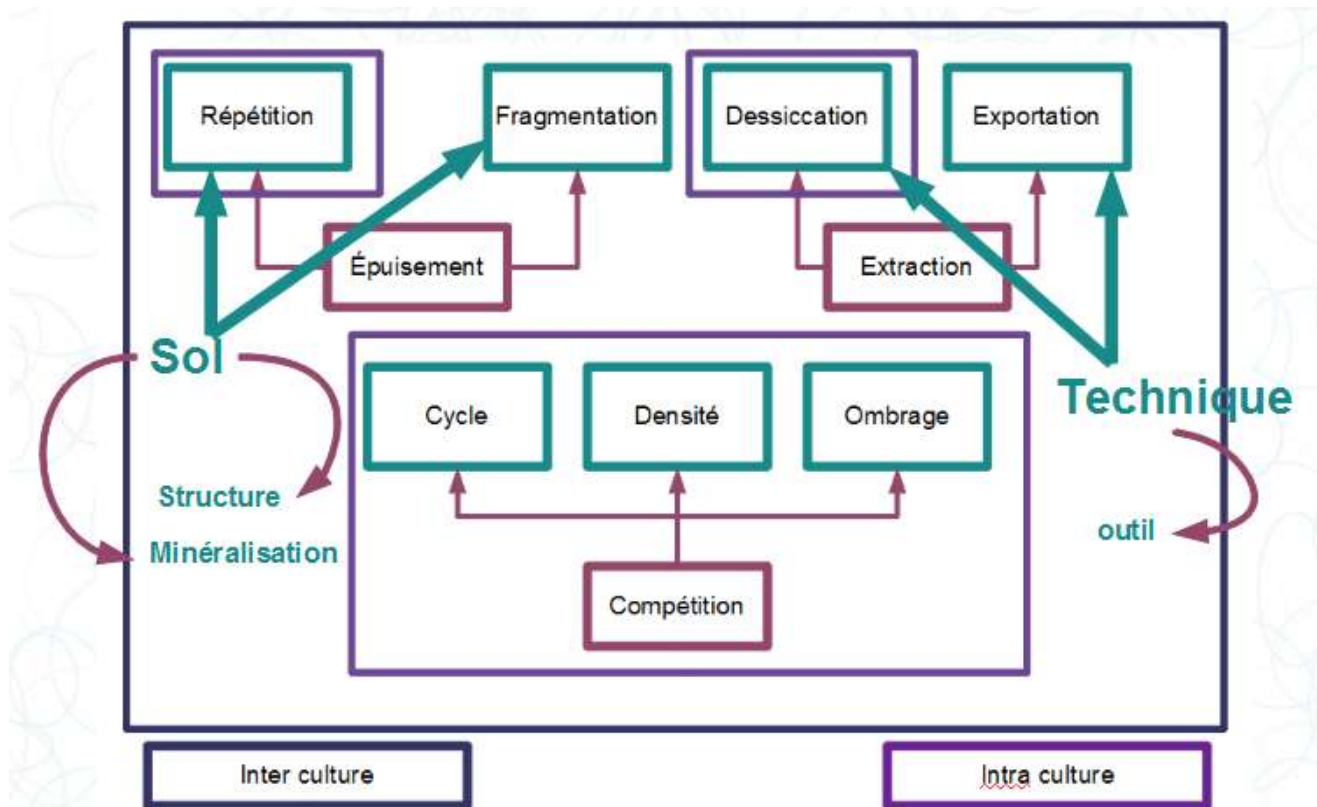 Répétition
Fragmentation
Dessiccation
Exportation
Épuisement
Extraction
Sol
Technique
Cycle
Densité
Ombrage
Structure
Minéralisation
outil
Compétition
Inter culture
Intra culture